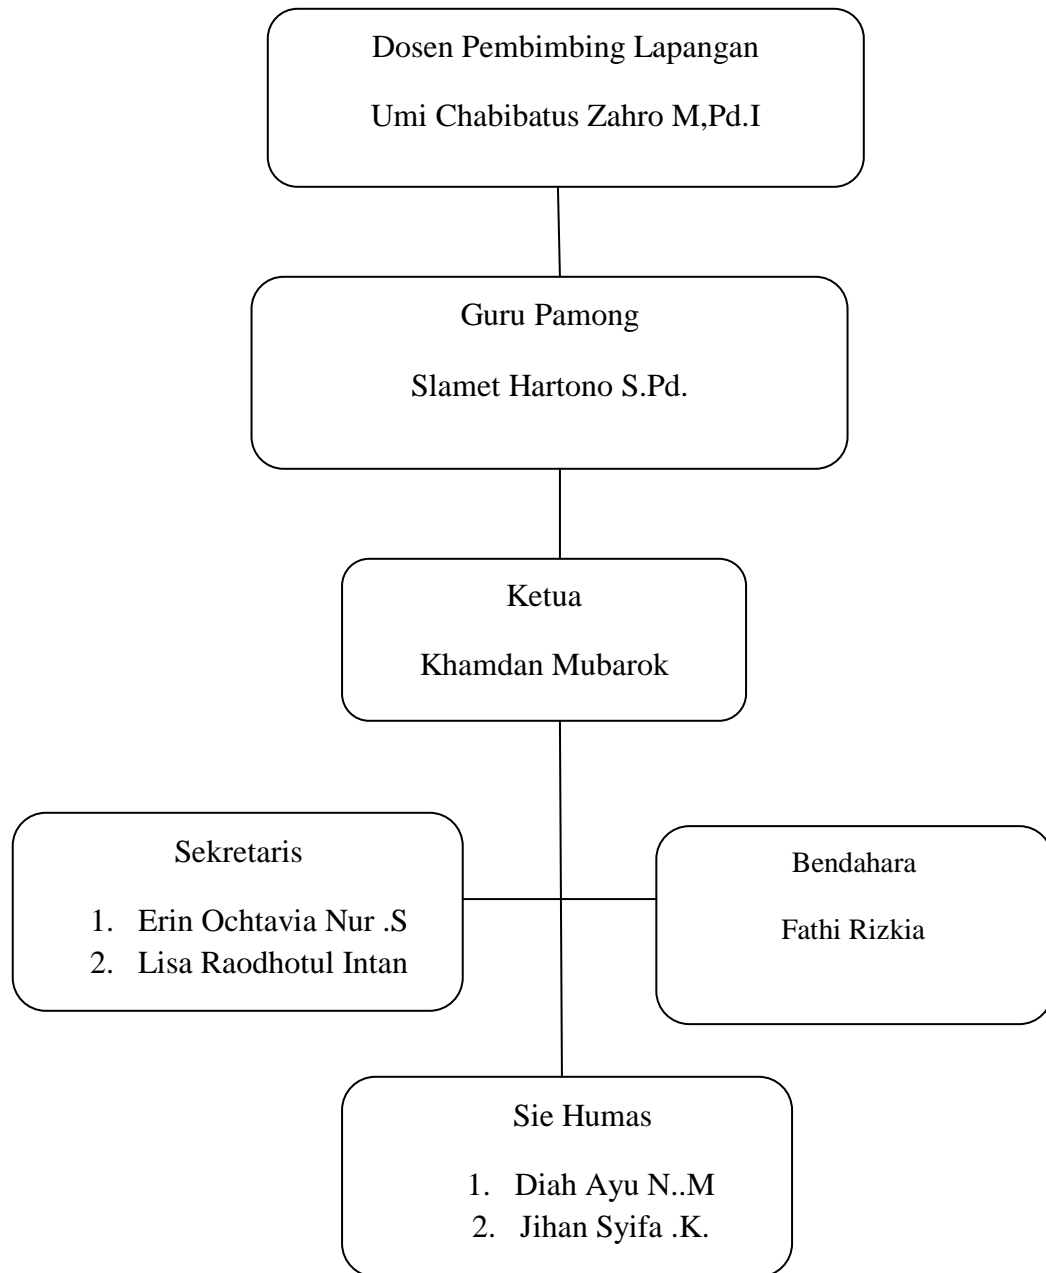 Dosen Pembimbing Lapangan
Umi Chabibatus Zahro M,Pd.I
Guru Pamong
Slamet Hartono S.Pd.
Ketua
Khamdan Mubarok
Sekretaris
1. Erin Ochtavia Nur .S
2. Lisa Raodhotul Intan
Bendahara
Fathi Rizkia
Sie Humas
1. Diah Ayu N..M
2. Jihan Syifa .K.